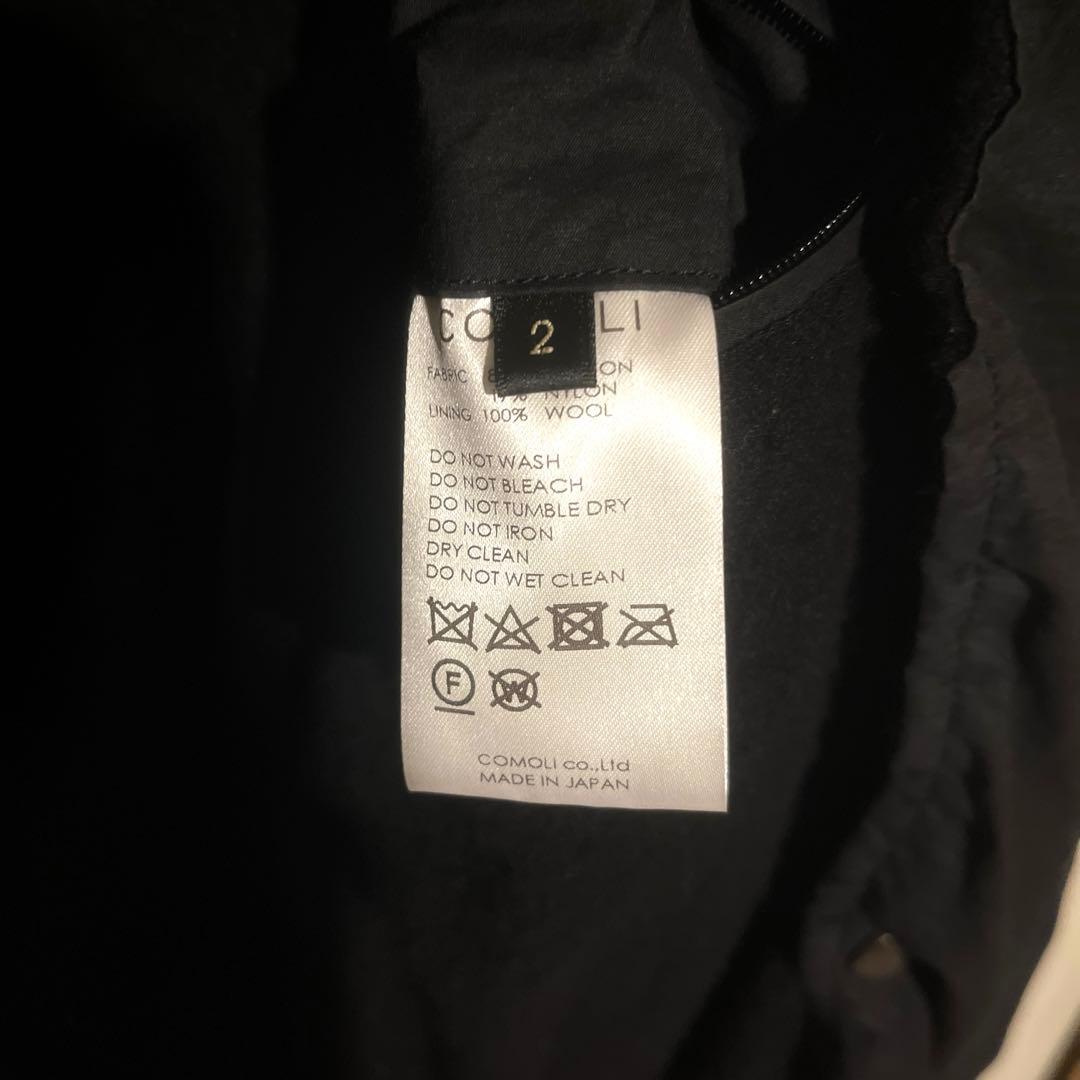 2
LI
FABRIC
NYLON
LINING 100% WOOL
DO NOT WASH
DO NOT BLEACH
DO NOT TUMBLE DRY
DO NOT IRON
DRY CLEAN
DO NOT WET CLEAN
F W
COMOLI co.,Ltd
MADE IN JAPAN